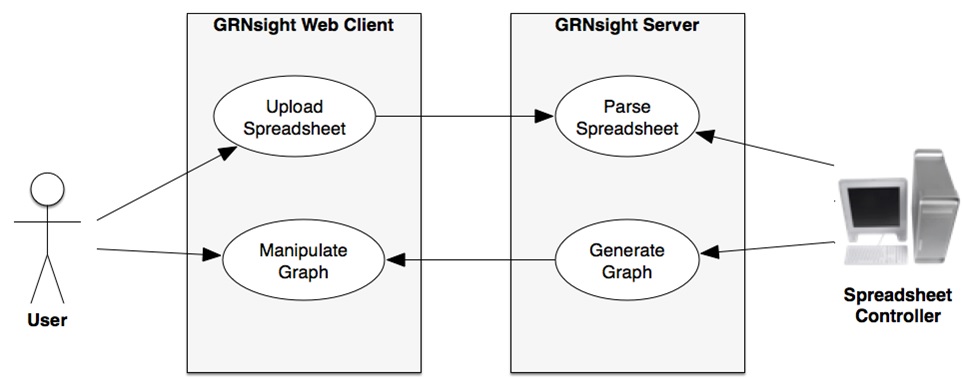 GRNsight Web Client
GRNsight Server
Upload
Spreadsheet
Parse
Spreadsheet
Manipulate
Graph
Generate
Graph
User
Spreadsheet
Controller